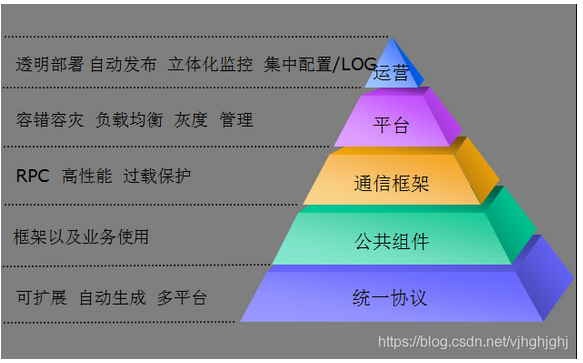 透明部署 自动发布 立体化监控 集中配置/LOG
运营
容错容灾 负载均衡 灰度 管理
平台
RPC 高性能 过载保护
通信框架
框架以及业务使用
公共组件
可扩展 自动生成 多平台
统一协议
https://blog.csdn.net/vjhghjghj